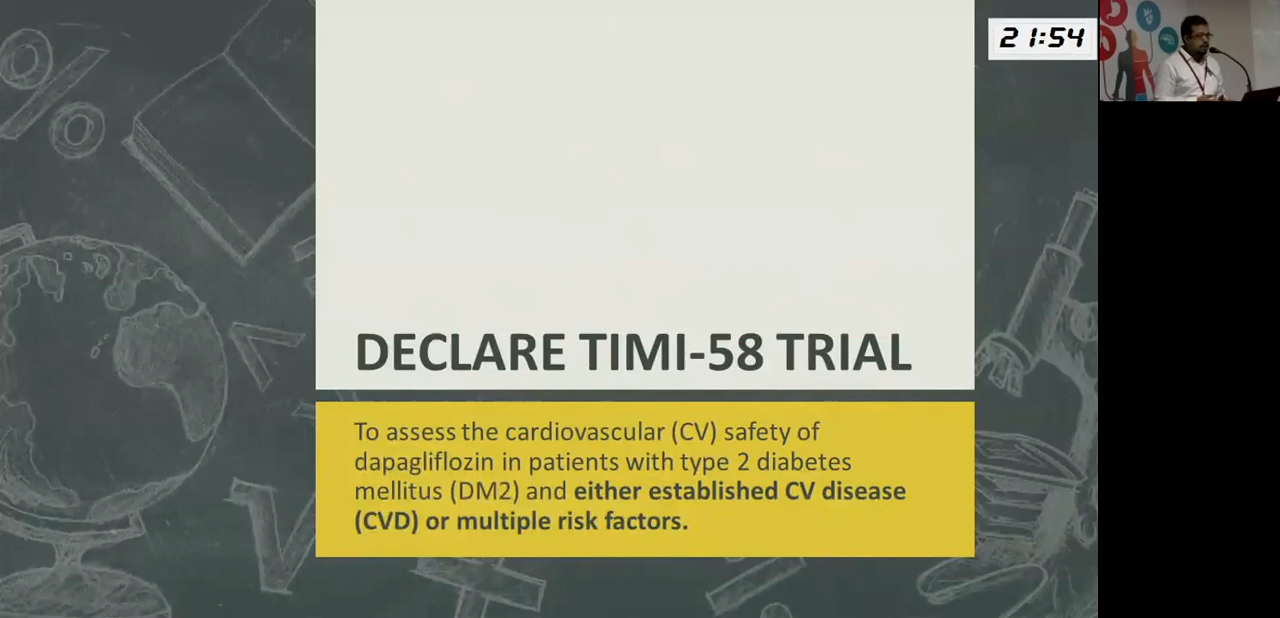 21:54
DECLARE TIMI-58 TRIAL
To assess the cardiovascular (CV) safety of
dapagliflozin in patients with type 2 diabetes
mellitus (DM2) and either established CV disease
(CVD) or multiple risk factors.